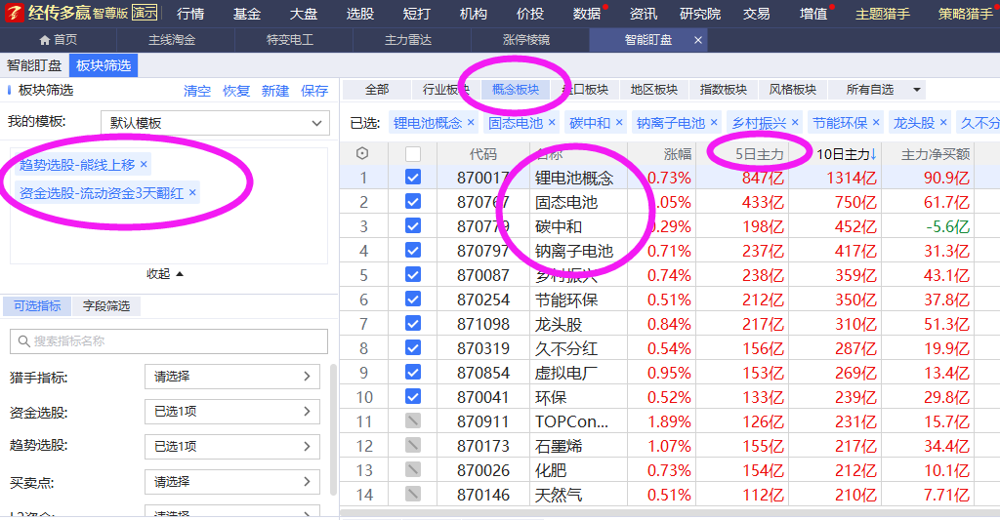 经传多赢 智尊版 演示 行情 基金 大盘 选股 短打 机构 价投 数据 资讯 研究院 交易 增值 主题猎手 策略猎手
首页 主线淘金 特变电工 主力雷达 涨停棱镜 智能盯盘 ×
智能盯盘 板块筛选
板块筛选 清空 恢复 新建 保存
全部 行业板块 概念板块 口板块 地区板块 指数板块 风格板块 所有自选
我的模板: 默认模板
已选: 锂电池概念 × 固态电池 × 碳中和 × 钠离子电池 × 乡村振兴 × 节能环保 × 龙头股 × 久不分
趋势选股-能线上移 ×
资金选股-流动资金3天翻红 ×
收起
可选指标 字段筛选
搜索指标名称
猎手指标: 请选择
资金选股: 已选1项
趋势选股: 已选1项
买卖点: 请选择
L2资金: 请选择
代码 名称 涨幅 5日主力 10日主力↓ 主力净买额
1 870017 锂电池概念 0.73% 847亿 1314亿 90.9亿
2 870767 固态电池 .05% 433亿 750亿 61.7亿
3 870779 碳中和 0.29% 198亿 452亿 -5.6亿
4 870797 钠离子电池 0.71% 237亿 417亿 31.3亿
5 870087 乡村振兴 0.74% 238亿 359亿 43.1亿
6 870254 节能环保 0.51% 212亿 350亿 37.8亿
7 871098 龙头股 0.84% 217亿 310亿 51.3亿
8 870319 久不分红 0.54% 156亿 287亿 19.9亿
9 870854 虚拟电厂 0.95% 153亿 269亿 13.4亿
10 870041 环保 0.52% 133亿 239亿 29.8亿
11 870911 TOPCon... 1.89% 126亿 231亿 15.7亿
12 870173 石墨烯 1.07% 155亿 217亿 34.4亿
13 870026 化肥 0.73% 154亿 212亿 10.1亿
14 870146 天然气 0.51% 112亿 210亿 7.71亿